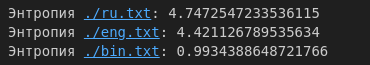 Энтропия ./ru.txt: 4.7472547233536115
Энтропия ./eng.txt: 4.421126789535634
Энтропия ./bin.txt: 0.9934388648721766